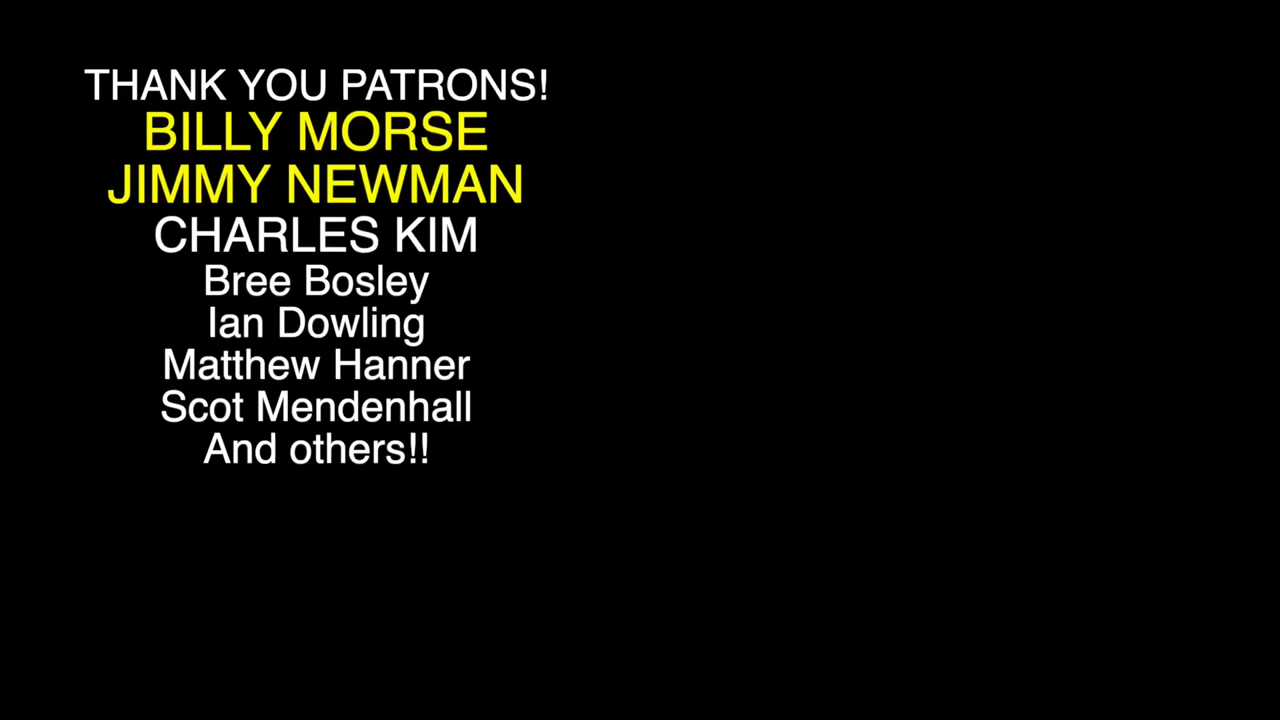 THANK YOU PATRONS!
BILLY MORSE
JIMMY NEWMAN
CHARLES KIM
Bree Bosley
Ian Dowling
Matthew Hanner
Scot Mendenhall
And others!!